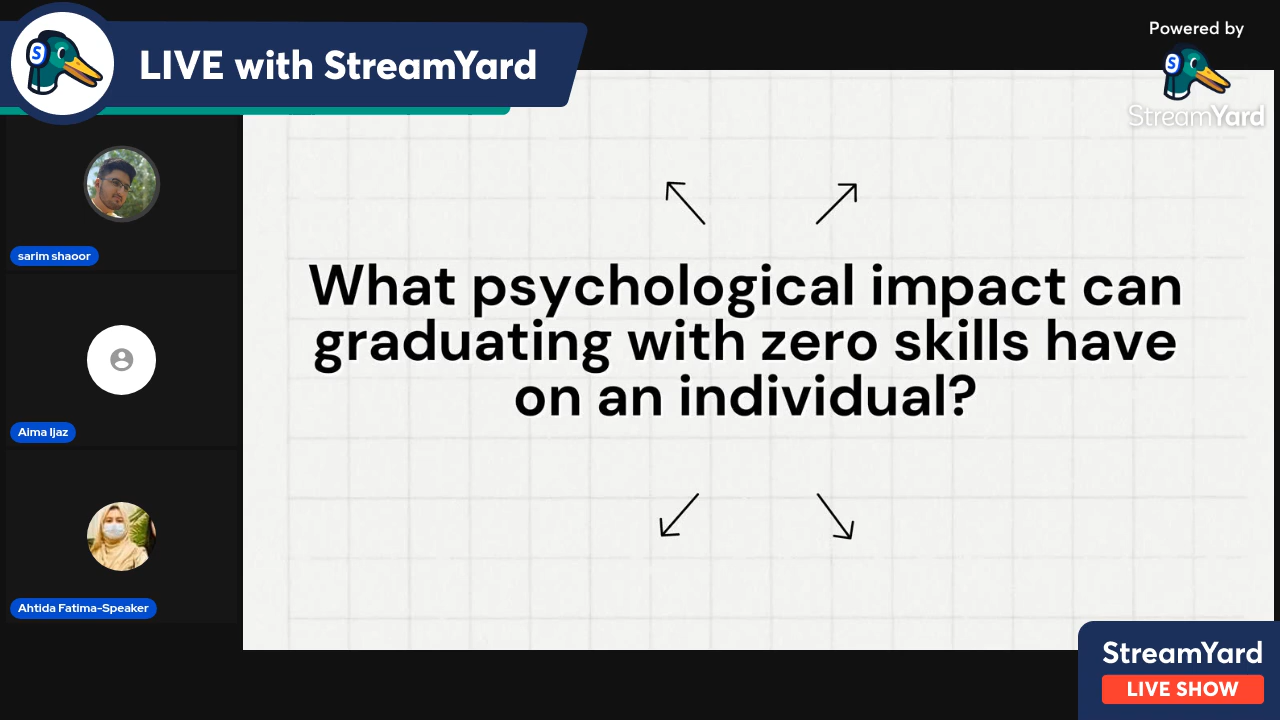 S
LIVE with StreamYard
Powered by
S
StreamYard
sarim shaoor
Aima Ijaz
Ahtida Fatima-Speaker
What psychological impact can
graduating with zero skills have
on an individual?
StreamYard
LIVE SHOW